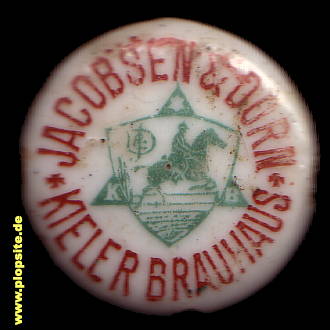 * JACOBSEN & DORN *
KIELER BRAUHAUS
K B
www.plopsite.de